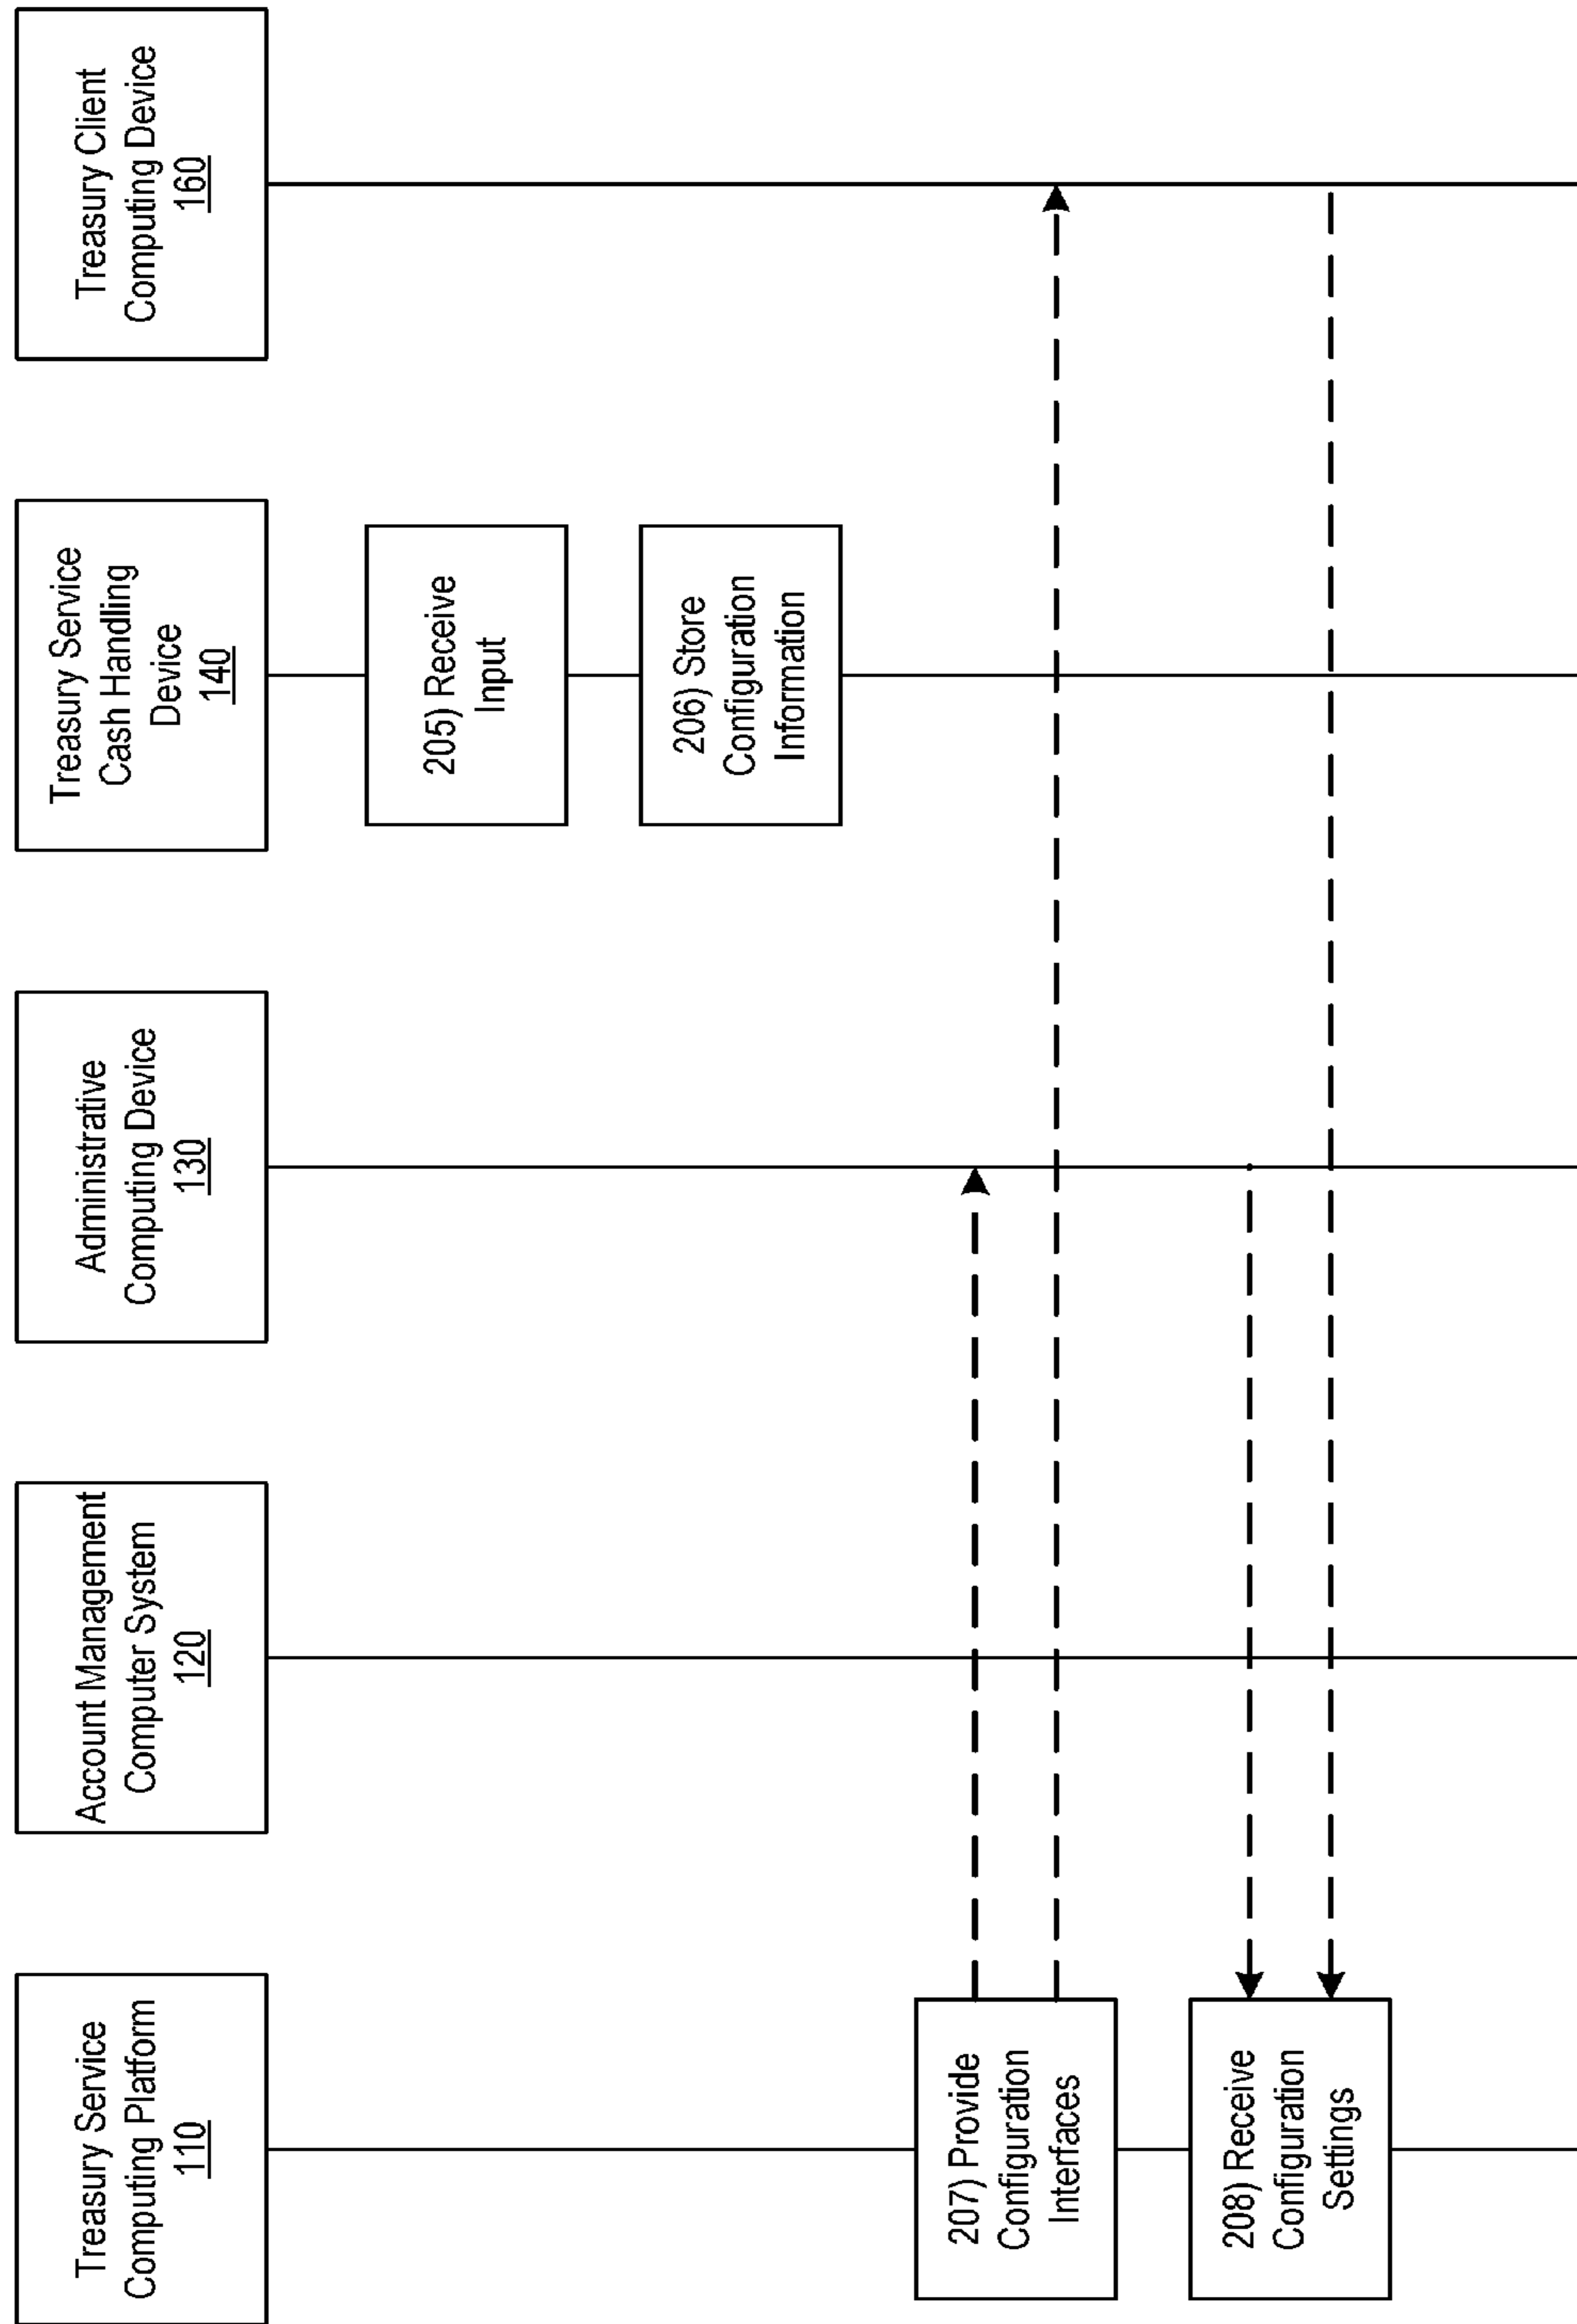 Treasury Service
Computing Platform
110
Account Management
Computer System
120
Administrative
Computing Device
130
Treasury Service
Cash Handling
Device
140
Treasury Client
Computing Device
160
205) Receive
Input
206) Store
Configuration
Information
207) Provide
Configuration
Interfaces
208) Receive
Configuration
Settings